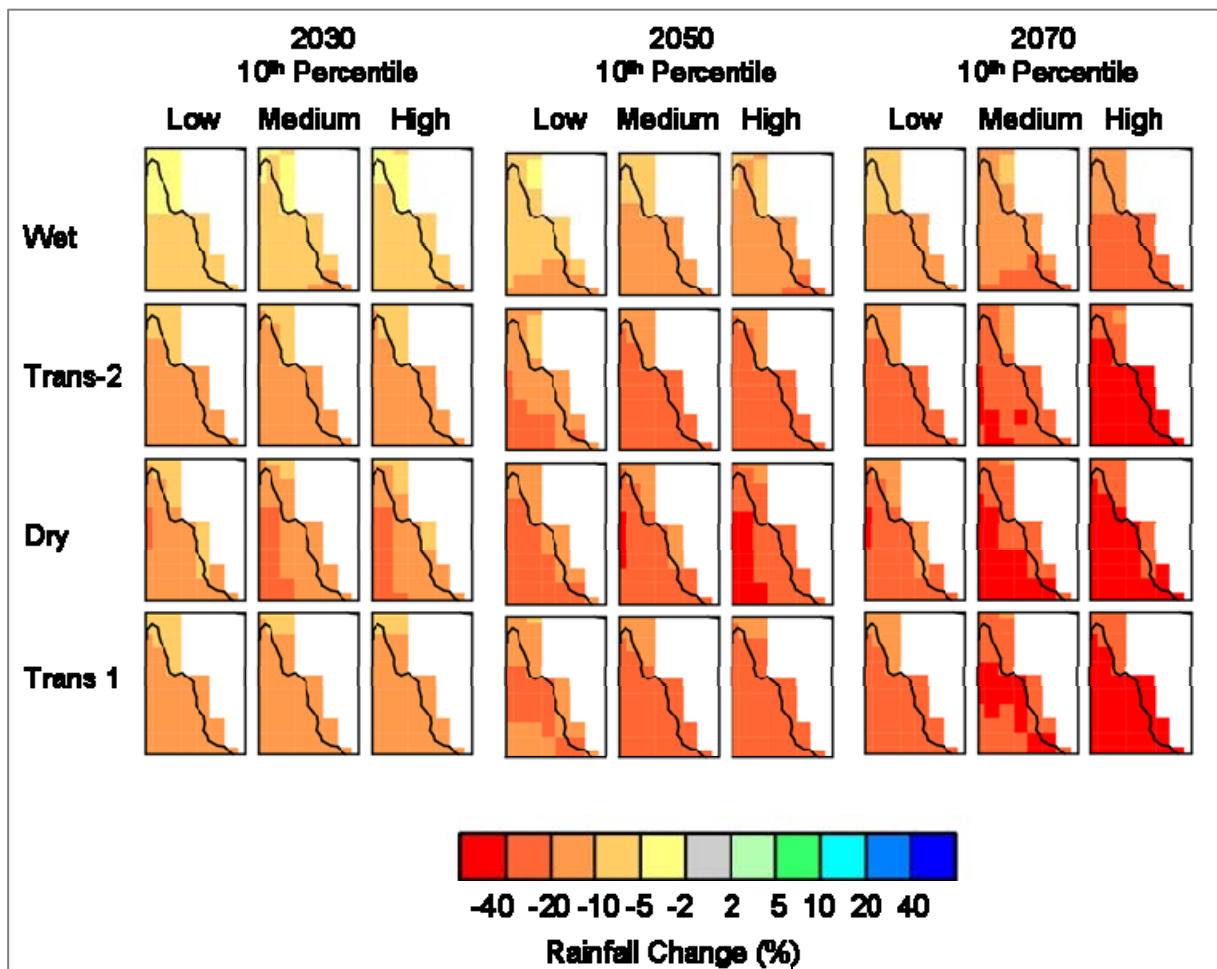 2030 2050 2070
10th Percentile 10th Percentile 10th Percentile
Low Medium High Low Medium High Low Medium High
Wet
Trans-2
Dry
Trans 1
-40 -20 -10 -5 -2 2 5 10 20 40
Rainfall Change (%)